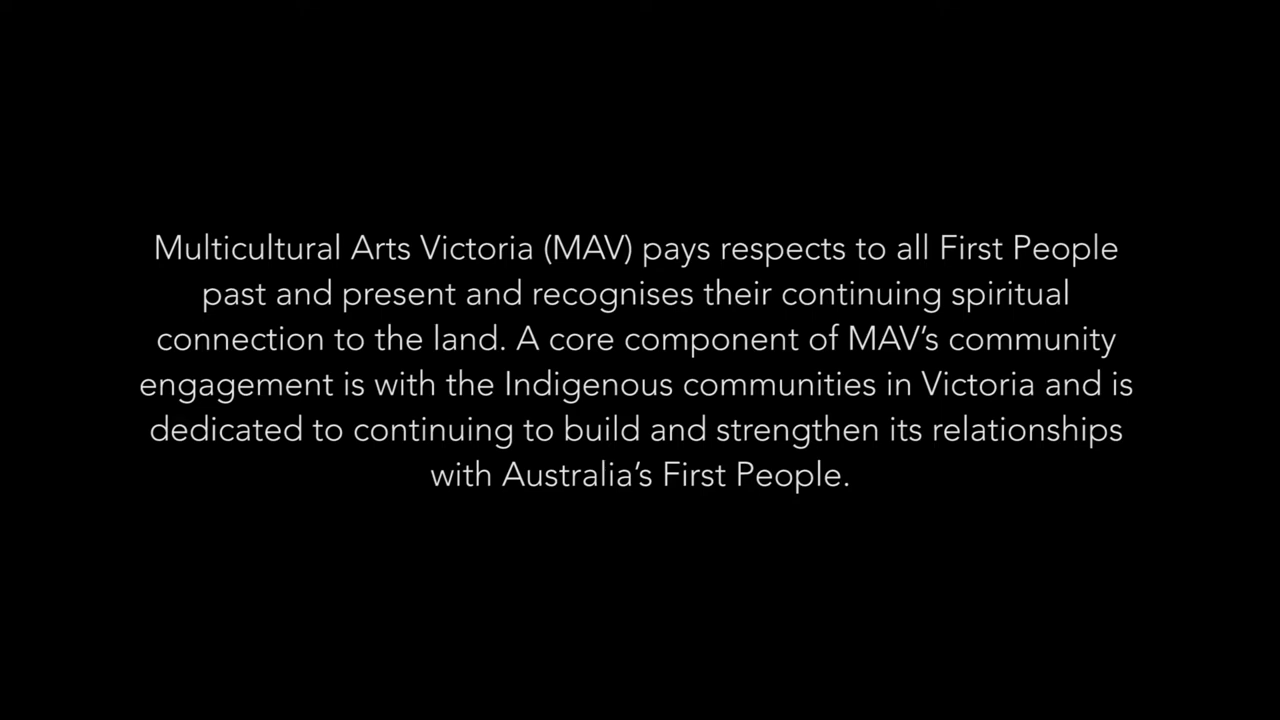 Multicultural Arts Victoria (MAV) pays respects to all First People
past and present and recognises their continuing spiritual
connection to the land. A core component of MAV’s community
engagement is with the Indigenous communities in Victoria and is
dedicated to continuing to build and strengthen its relationships
with Australia’s First People.